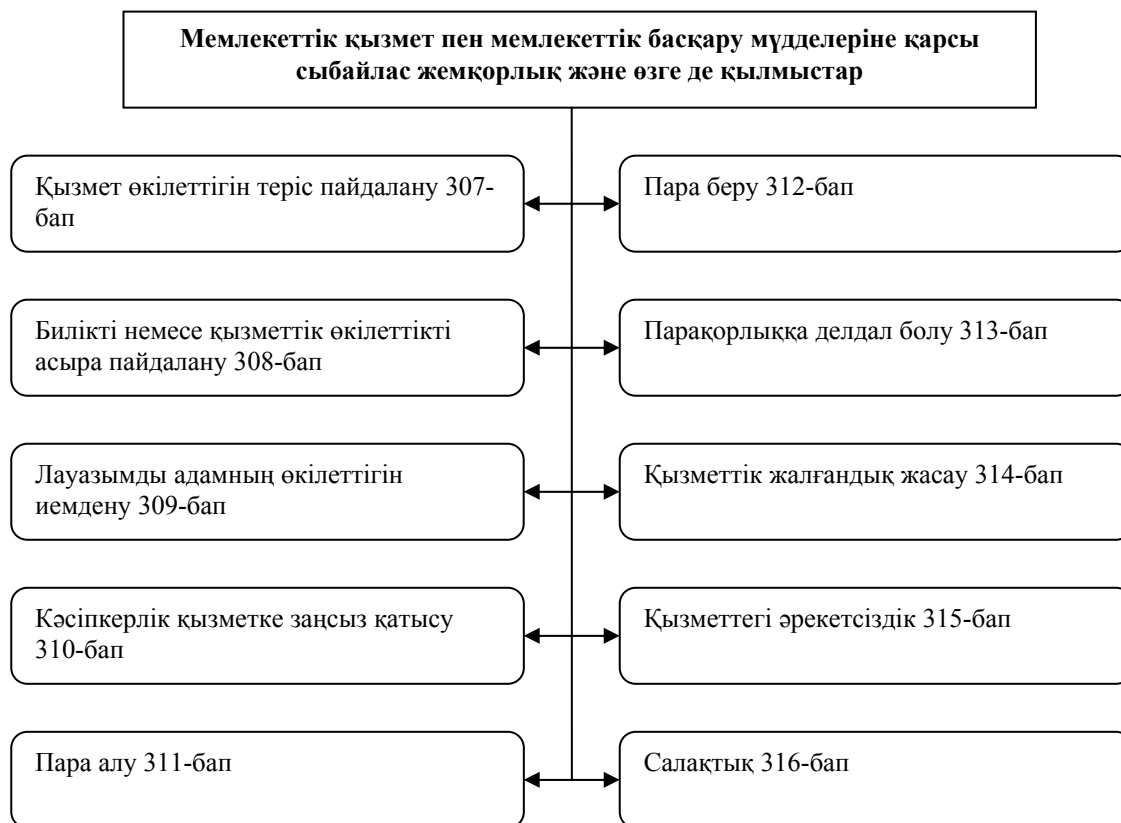 Мемлекеттік қызмет пен мемлекеттік басқару мүдделеріне қарсы
сыбайлас жемқорлық және өзге де қылмыстар
Қызмет өкілеттігін теріс пайдалану 307-
бап
Пара беру 312-бап
Билікті немесе қызметтік өкілеттікті
асыра пайдалану 308-бап
Парақорлыққа делдал болу 313-бап
Лауазымды адамның өкілеттігін
иемдену 309-бап
Қызметтік жалғандық жасау 314-бап
Кәсіпкерлік қызметке заңсыз қатысу
310-бап
Қызметтегі әрекетсіздік 315-бап
Пара алу 311-бап
Салақтық 316-бап